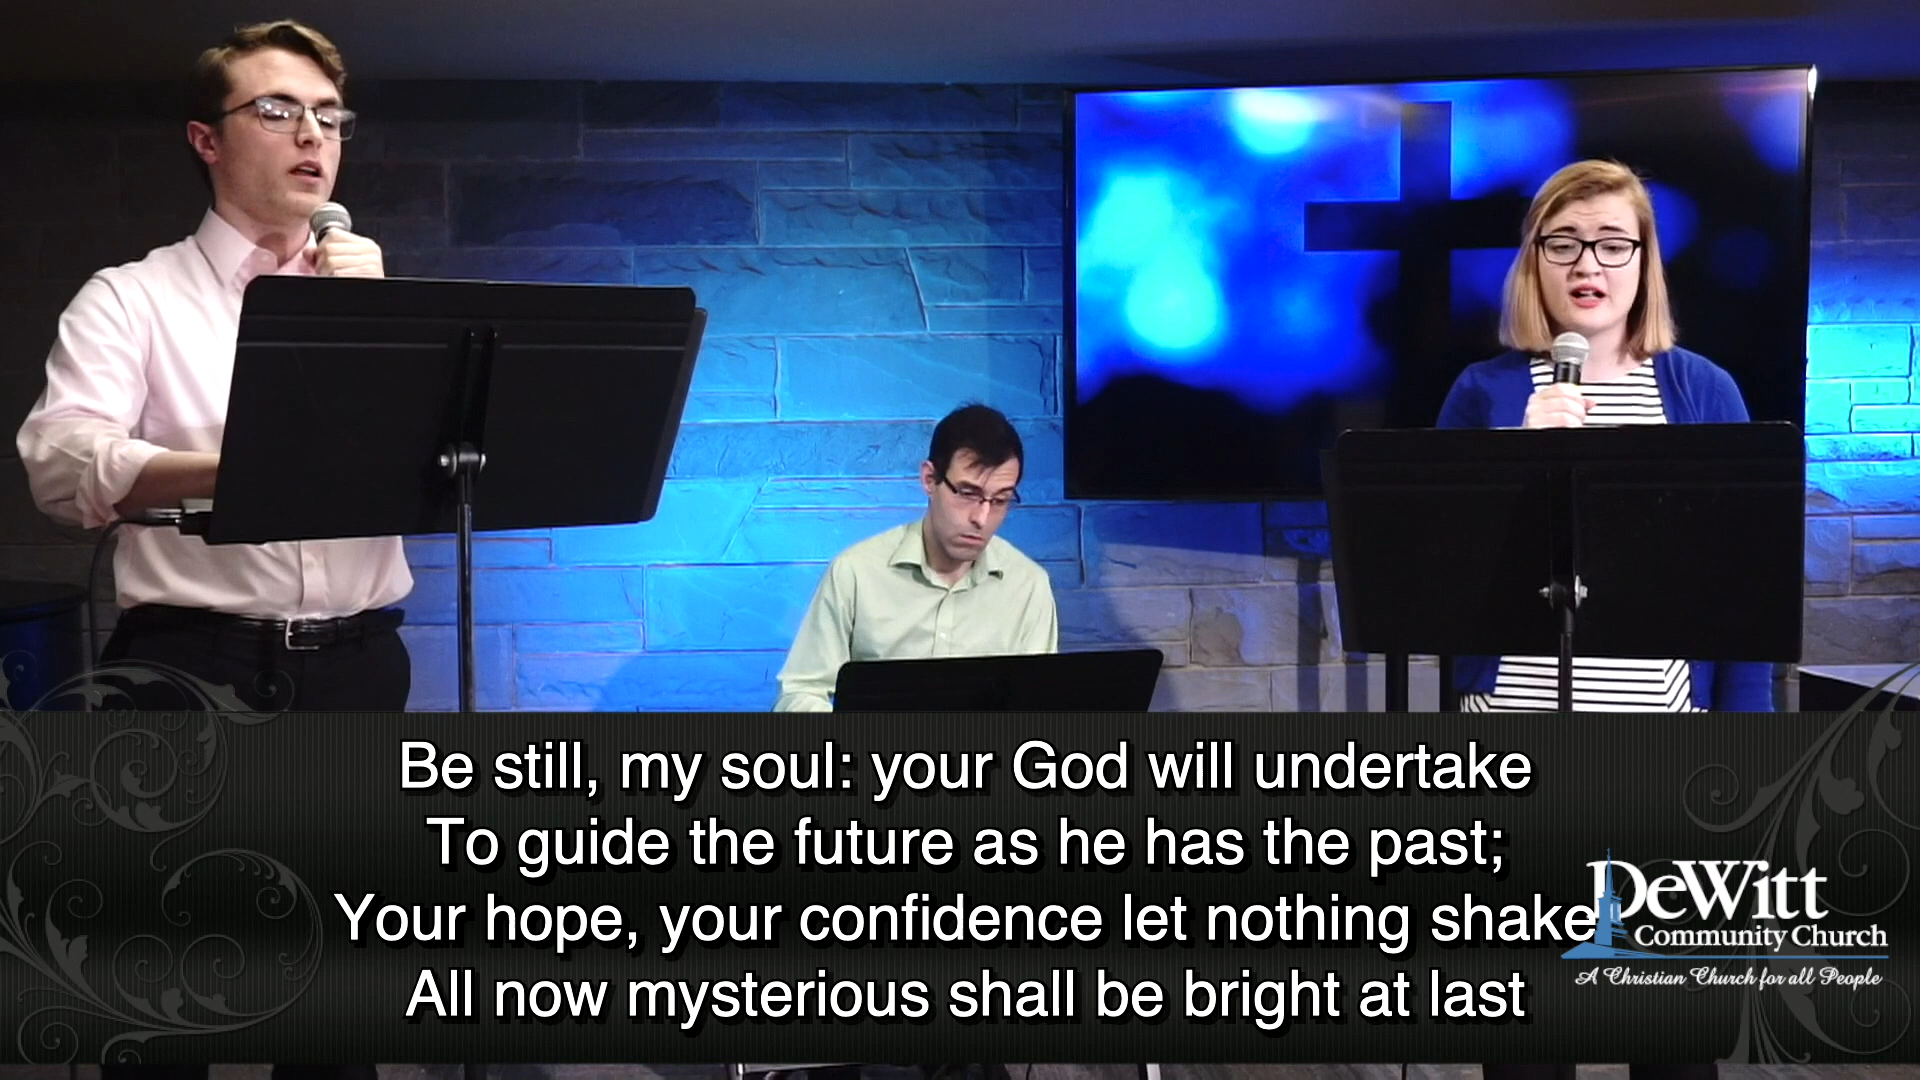 Be still, my soul: your God will undertake
To guide the future as he has the past;
Your hope, your confidence let nothing shake
All now mysterious shall be bright at last
DeWitt
Community Church
A Christian Church for all People